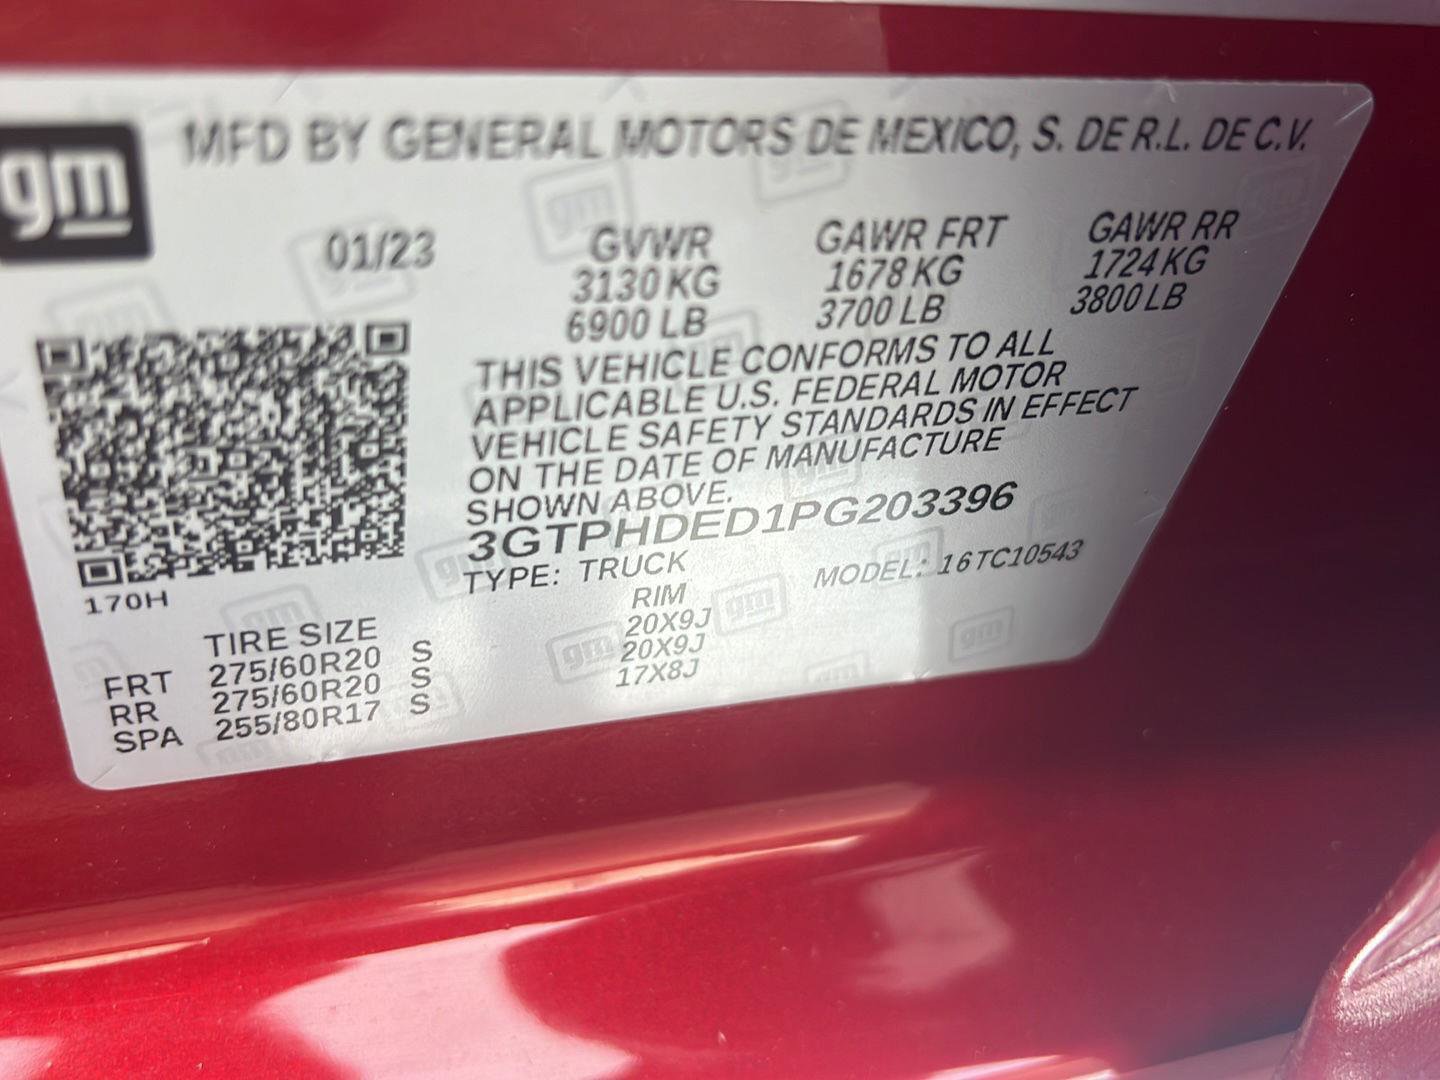 gm
MFD BY GENERAL MOTORS DE MEXICO, S. DE R.L. DE C.V.
01/23 GVWR GAWR FRT GAWR RR
3130 KG 1678 KG 1724 KG
6900 LB 3700 LB 3800 LB
THIS VEHICLE CONFORMS TO ALL
APPLICABLE U.S. FEDERAL MOTOR
VEHICLE SAFETY STANDARDS IN EFFECT
ON THE DATE OF MANUFACTURE
SHOWN ABOVE.
3GTPHDED1PG203396
TYPE: TRUCK MODEL: 16TC10543
170H
TIRE SIZE RIM
FRT 275/60R20 S 20X9J
RR 275/60R20 S 20X9J
SPA 255/80R17 S 17X8J